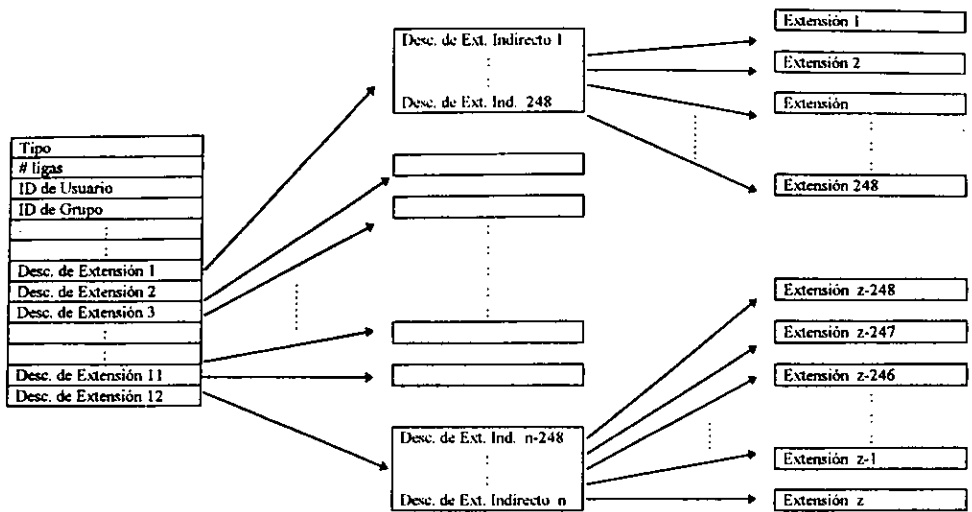 Tipo
# ligas
ID de Usuario
ID de Grupo
Desc. de Extensión 1
Desc. de Extensión 2
Desc. de Extensión 3
Desc. de Extensión 11
Desc. de Extensión 12
Desc. de Ext. Indirecto 1
Desc. de Ext. Ind. 248
Desc. de Ext. Ind. n-248
Desc. de Ext. Indirecto n
Extensión 1
Extensión 2
Extensión
Extensión 248
Extensión z-248
Extensión z-247
Extensión z-246
Extensión z-1
Extensión z